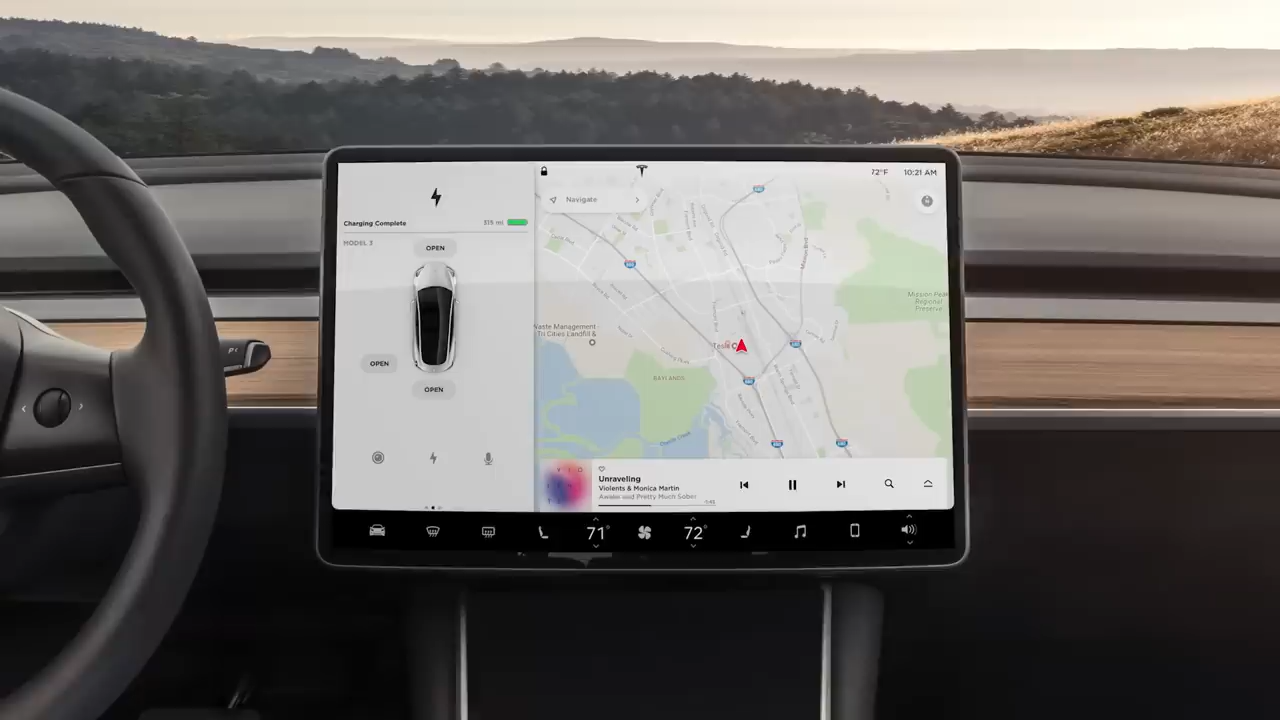 72°F
10:21 AM
Navigate
Charging Complete
315 mi
MODEL 3
OPEN
OPEN
OPEN
Mission Peak
Regional
Preserve
Waste Management
Tri Cities Landfill &
Tesla
BAYLANDS
Unraveling
Violents & Monica Martin
Awake and Pretty Much Sober
71°
72°
P